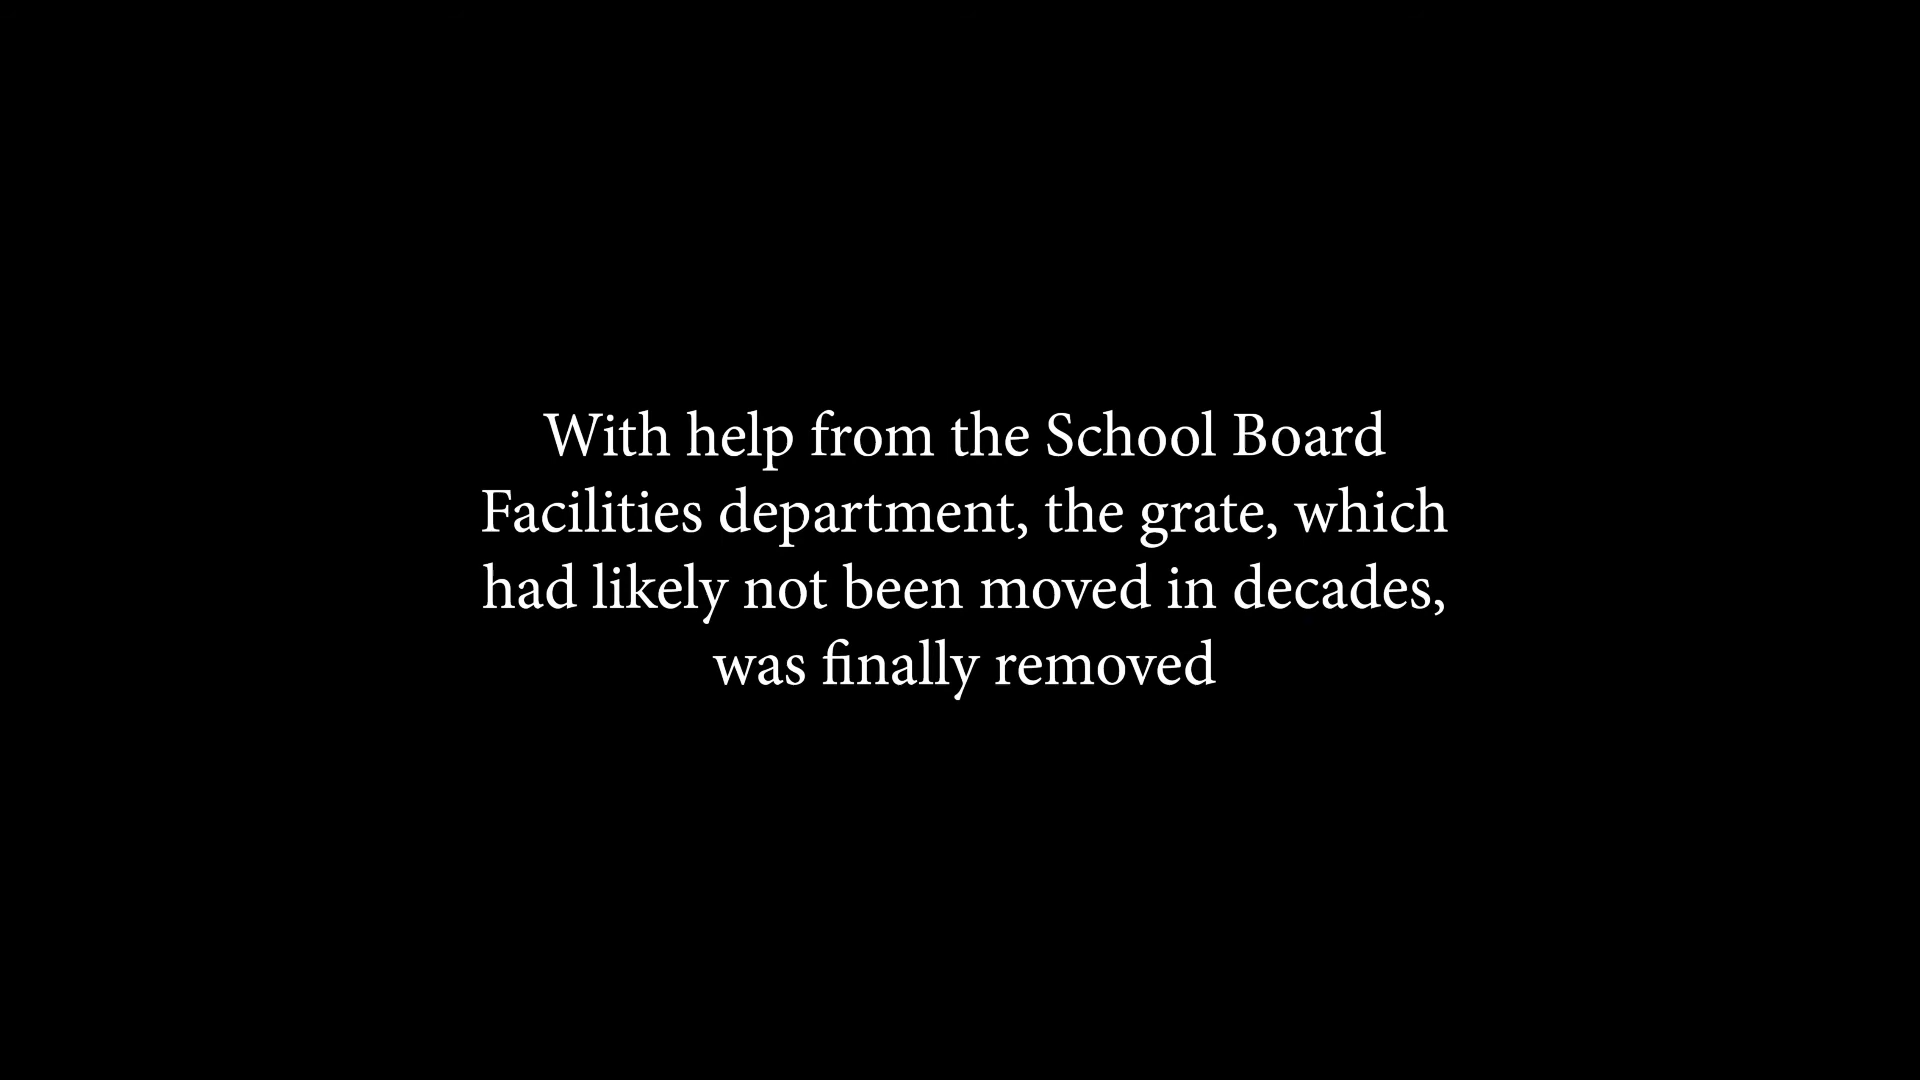 With help from the School Board
Facilities department, the grate, which
had likely not been moved in decades,
was finally removed